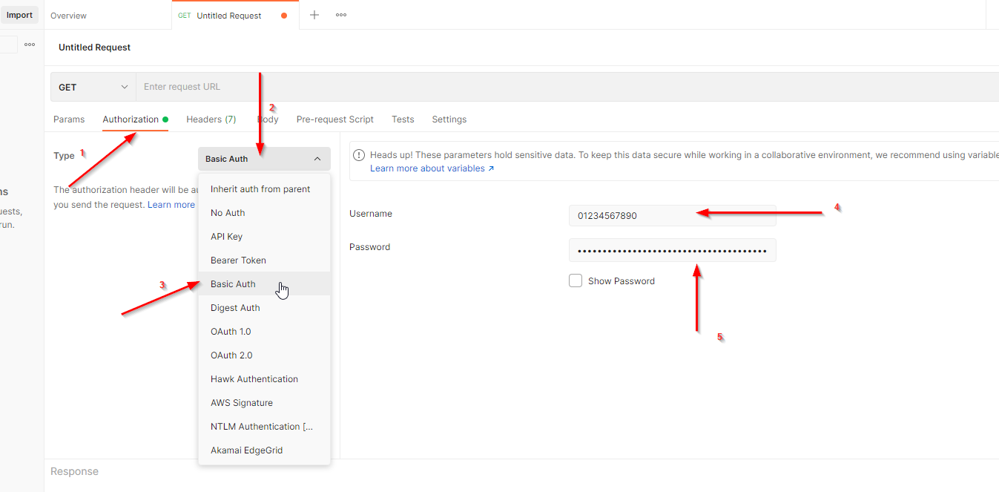 Import
Overview
GET Untitled Request
Untitled Request
GET
Enter request URL
2
Params Authorization Headers (7) Body Pre-request Script Tests Settings
Type 1
Basic Auth
Heads up! These parameters hold sensitive data. To keep this data secure while working in a collaborative environment, we recommend using variable
Learn more about variables ↗
The authorization header will be au
you send the request. Learn more
ns
uests,
run.
Inherit auth from parent
No Auth
API Key
Bearer Token
3
Basic Auth
Digest Auth
OAuth 1.0
OAuth 2.0
Hawk Authentication
AWS Signature
NTLM Authentication [...
Akamai EdgeGrid
Username
01234567890
4
Password
••••••••••••••••••••••••••••••••••••••
Show Password
5
Response